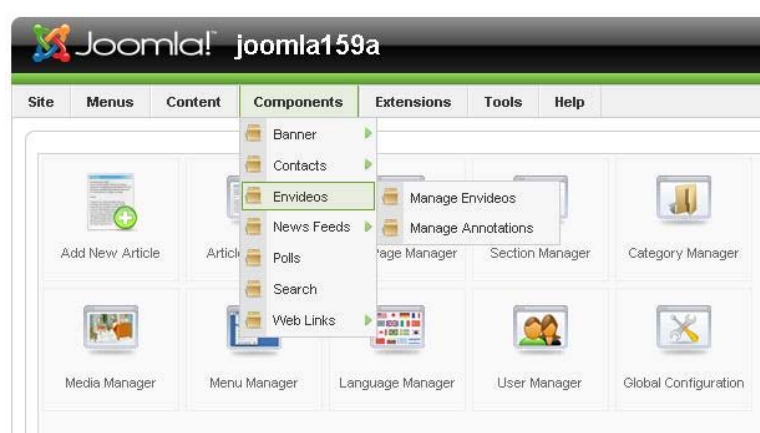 Joomla!™ joomla159a
Site Menus Content Components Extensions Tools Help
Banner
Contacts
Envideos
News Feeds
Polls
Search
Web Links
Manage Envideos
Manage Annotations
Add New Article Page Manager Section Manager Category Manager
Media Manager Menu Manager Language Manager User Manager Global Configuration